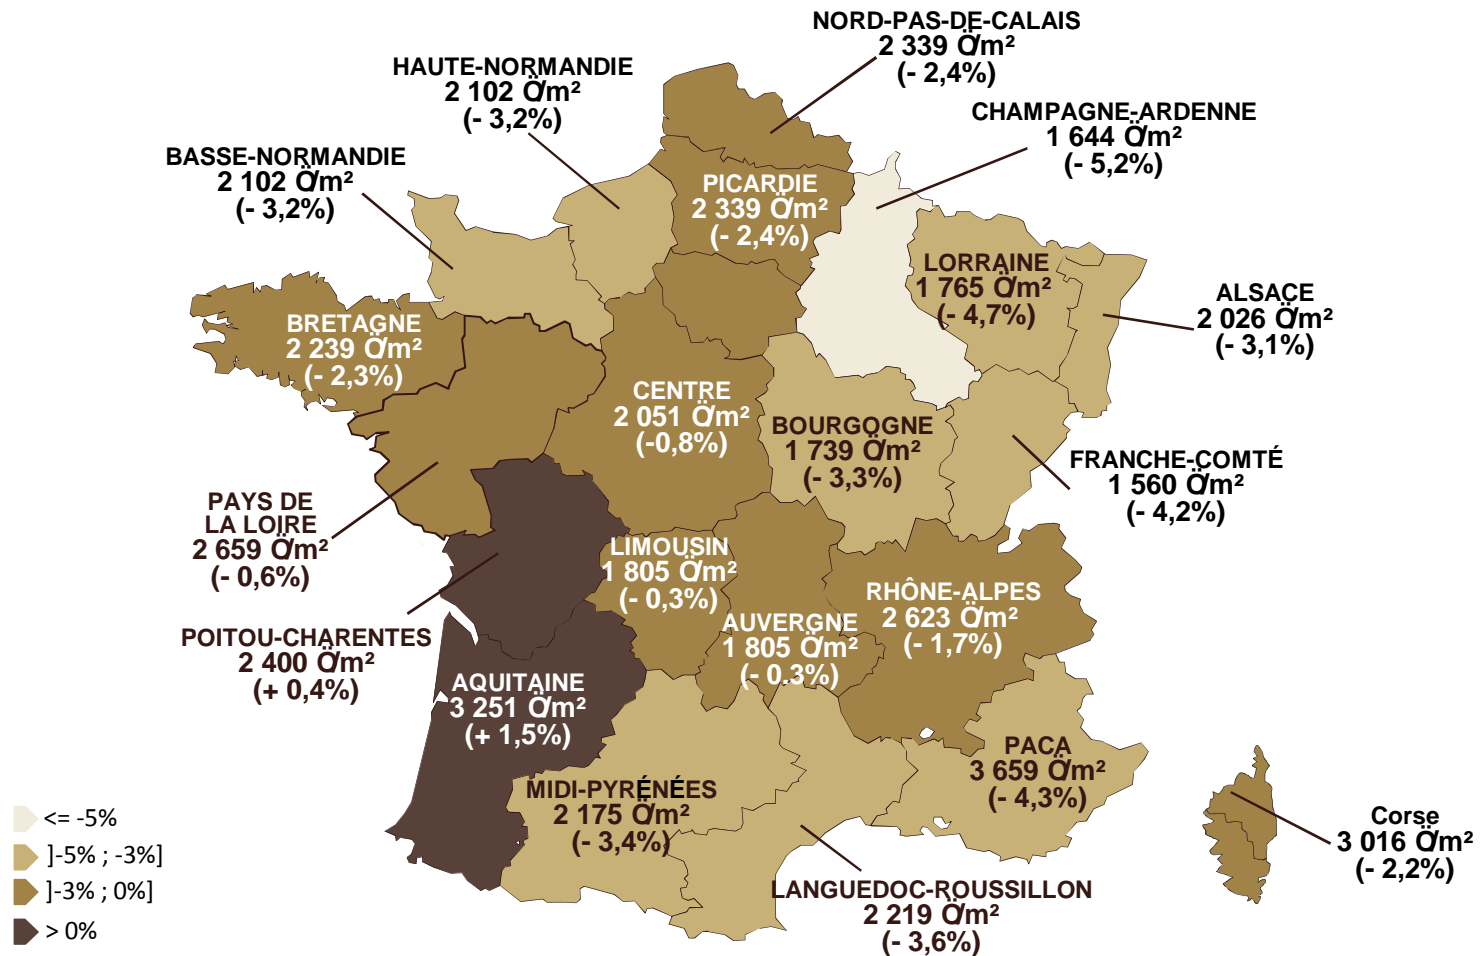 NORD-PAS-DE-CALAIS
2 339 Ö/m²
(- 2,4%)
HAUTE-NORMANDIE
2 102 Ö/m²
(- 3,2%)
CHAMPAGNE-ARDENNE
1 644 Ö/m²
(- 5,2%)
BASSE-NORMANDIE
2 102 Ö/m²
(- 3,2%)
PICARDIE
2 339 Ö/m²
(- 2,4%)
LORRAINE
1 765 Ö/m²
(- 4,7%)
ALSACE
2 026 Ö/m²
(- 3,1%)
BRETAGNE
2 239 Ö/m²
(- 2,3%)
CENTRE
2 051 Ö/m²
(-0,8%)
BOURGOGNE
1 739 Ö/m²
(- 3,3%)
FRANCHE-COMTÉ
1 560 Ö/m²
(- 4,2%)
PAYS DE
LA LOIRE
2 659 Ö/m²
(- 0,6%)
LIMOUSIN
1 805 Ö/m²
(- 0,3%)
RHÔNE-ALPES
2 623 Ö/m²
(- 1,7%)
AUVERGNE
1 805 Ö/m²
(- 0,3%)
POITOU-CHARENTES
2 400 Ö/m²
(+ 0,4%)
AQUITAINE
3 251 Ö/m²
(+ 1,5%)
PACA
3 659 Ö/m²
(- 4,3%)
MIDI-PYRÉNÉES
2 175 Ö/m²
(- 3,4%)
Corse
3 016 Ö/m²
(- 2,2%)
LANGUEDOC-ROUSSILLON
2 219 Ö/m²
(- 3,6%)
<= -5%
]-5% ; -3%]
]-3% ; 0%]
> 0%